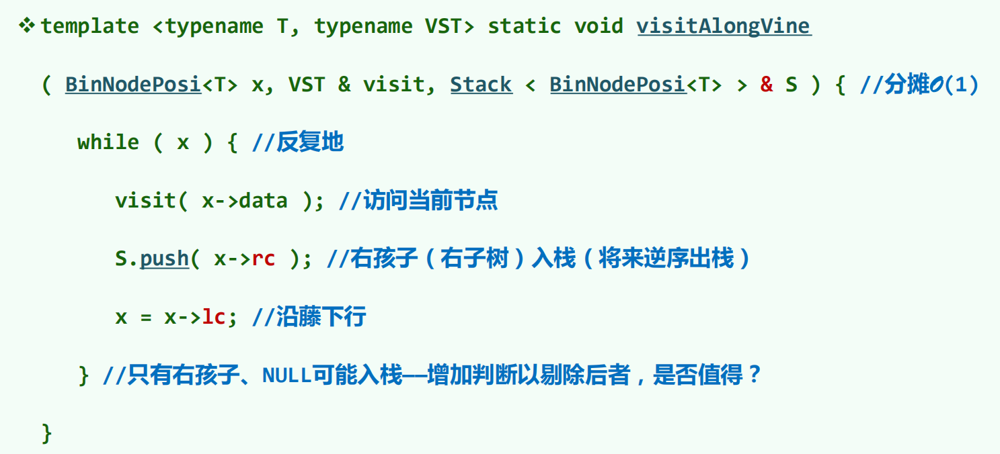 ❖ template <typename T, typename VST> static void visitAlongVine
( BinNodePosi<T> x, VST & visit, Stack < BinNodePosi<T> > & S ) { //分摊𝒪(1)
while ( x ) { //反复地
visit( x->data ); //访问当前节点
S.push( x->rc ); //右孩子（右子树）入栈（将来逆序出栈）
x = x->lc; //沿藤下行
} //只有右孩子、NULL可能入栈——增加判断以剔除后者，是否值得？
}